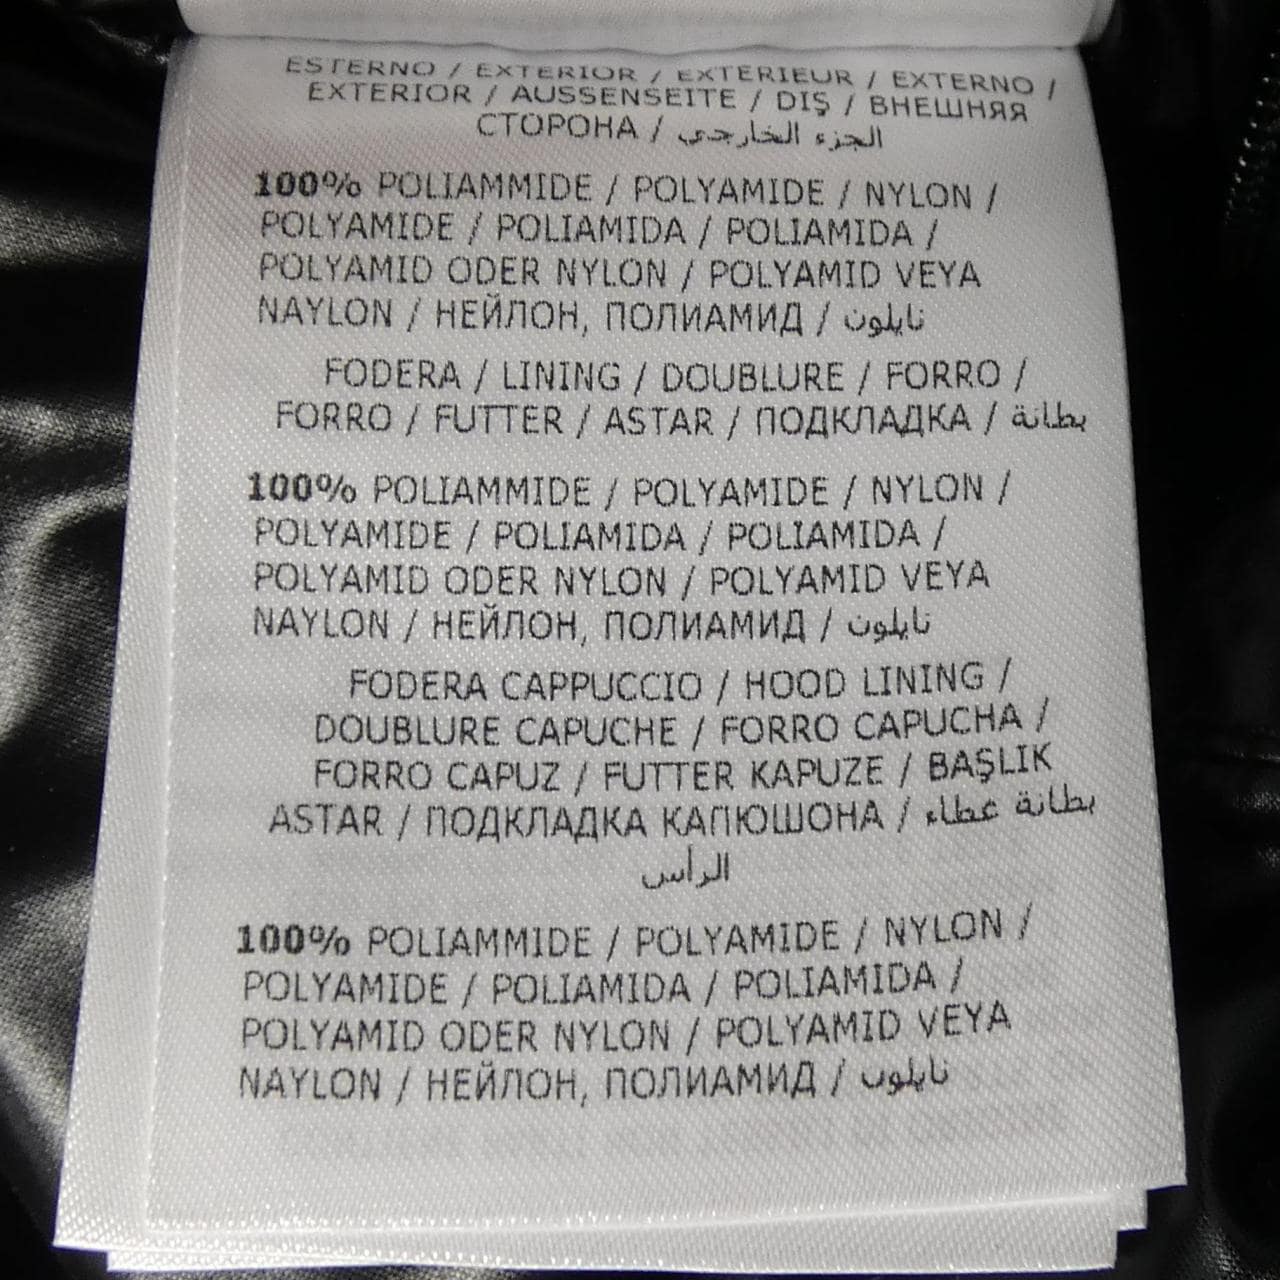 ESTERNO / EXTERIOR / EXTERIEUR / EXTERNO /
EXTERIOR / AUSSENSEITE / DIŞ / ВНЕШНЯЯ
СТОРОНА / الجزء الخارجي
100% POLIAMMIDE / POLYAMIDE / NYLON /
POLYAMIDE / POLIAMIDA / POLIAMIDA /
POLYAMID ODER NYLON / POLYAMID VEYA
NAYLON / НЕЙЛОН, ПОЛИАМИД / نايلون
FODERA / LINING / DOUBLURE / FORRO /
FORRO / FUTTER / ASTAR / ПОДКЛАДКА / بطانة
100% POLIAMMIDE / POLYAMIDE / NYLON /
POLYAMIDE / POLIAMIDA / POLIAMIDA /
POLYAMID ODER NYLON / POLYAMID VEYA
NAYLON / НЕЙЛОН, ПОЛИАМИД / نايلون
FODERA CAPPUCCIO / HOOD LINING /
DOUBLURE CAPUCHE / FORRO CAPUCHA /
FORRO CAPUZ / FUTTER KAPUZE / BAŞLIK
ASTAR / ПОДКЛАДКА КАПЮШОНА / بطانة غطاء
الرأس
100% POLIAMMIDE / POLYAMIDE / NYLON /
POLYAMIDE / POLIAMIDA / POLIAMIDA /
POLYAMID ODER NYLON / POLYAMID VEYA
NAYLON / НЕЙЛОН, ПОЛИАМИД / نايلون